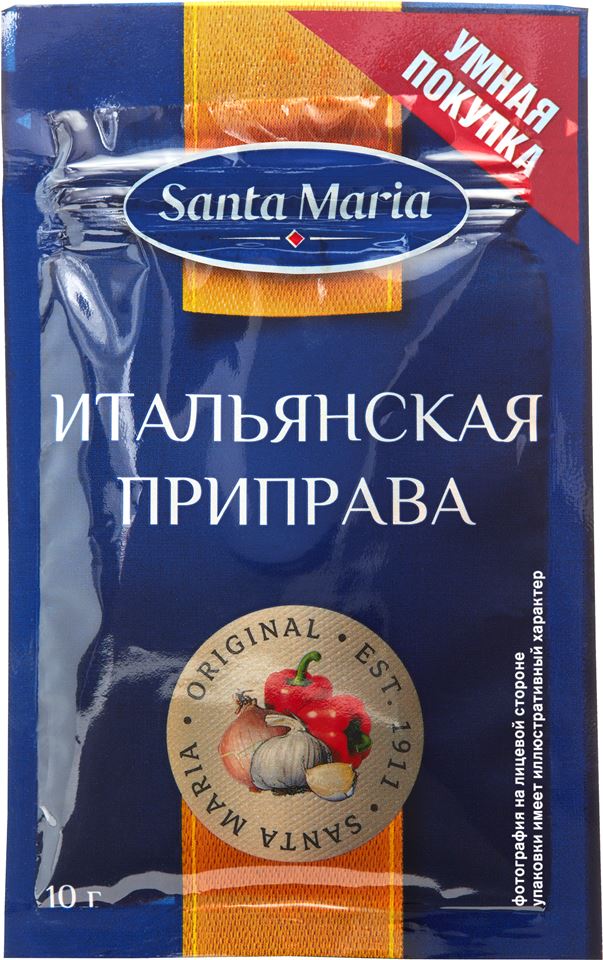 УМНАЯ
ПОКУПКА
Santa Maria
ИТАЛЬЯНСКАЯ
ПРИПРАВА
ORIGINAL • EST. 1911 • SANTA MARIA •
10 г
фотография на лицевой стороне
упаковки имеет иллюстративный характер